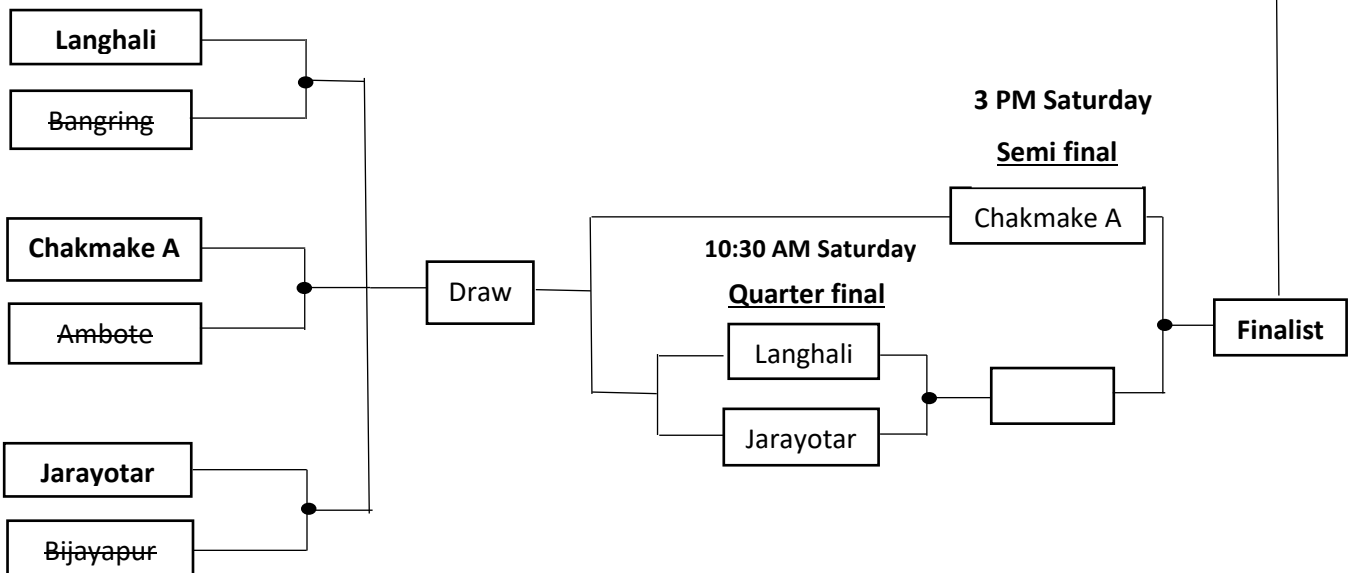 Langhali
Bangring
Chakmake A
Ambote
Jarayotar
Bijayapur
Draw
10:30 AM Saturday
Quarter final
Langhali
Jarayotar
3 PM Saturday
Semi final
Chakmake A
Finalist